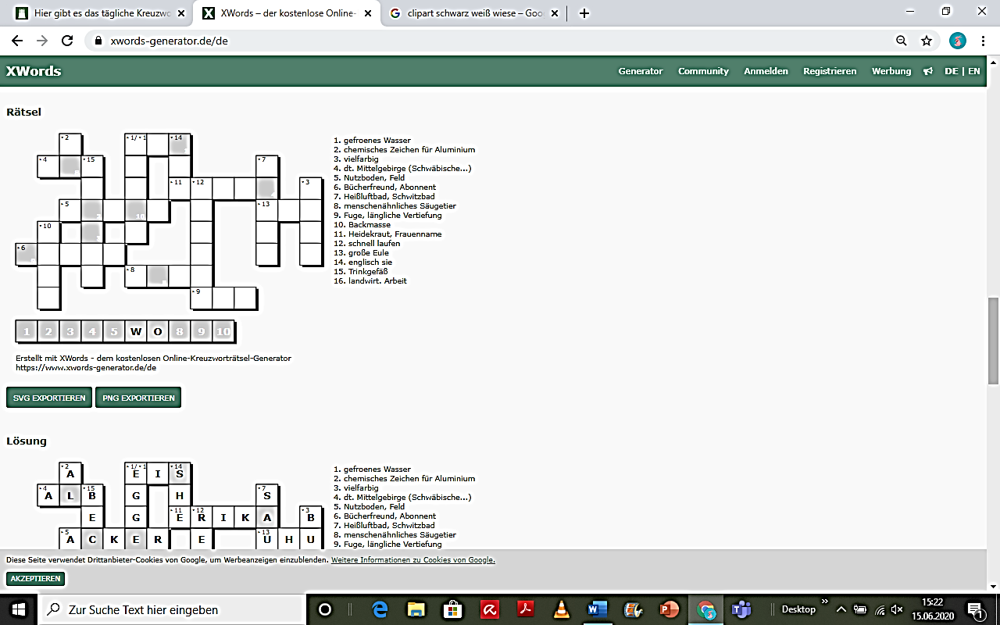 Hier gibt es das tägliche Kreuzwo
XWords – der kostenlose Online-
clipart schwarz weiß wiese – Goo
xwords-generator.de/de
XWords
Generator Community Anmelden Registrieren Werbung DE | EN
Rätsel
2 1/ 1 14
4 15 7
11 12 3
5 10 13
10
6
8
9
1 2 3 4 5 W O 8 9 10
1. gefroenes Wasser
2. chemisches Zeichen für Aluminium
3. vielfarbig
4. dt. Mittelgebirge (Schwäbische...)
5. Nutzboden, Feld
6. Bücherfreund, Abonnent
7. Heißluftbad, Schwitzbad
8. menschenähnliches Säugetier
9. Fuge, längliche Vertiefung
10. Backmasse
11. Heidekraut, Frauenname
12. schnell laufen
13. große Eule
14. englisch sie
15. Trinkgefäß
16. landwirt. Arbeit
Erstellt mit XWords - dem kostenlosen Online-Kreuzworträtsel-Generator
https://www.xwords-generator.de/de
SVG EXPORTIEREN PNG EXPORTIEREN
Lösung
2 A 1/ 1 E I 14 S
4 A L 15 B G H 7 S
E G 11 E 12 R I K A 3 B
5 A C K E R E 13 U H U
1. gefroenes Wasser
2. chemisches Zeichen für Aluminium
3. vielfarbig
4. dt. Mittelgebirge (Schwäbische...)
5. Nutzboden, Feld
6. Bücherfreund, Abonnent
7. Heißluftbad, Schwitzbad
8. menschenähnliches Säugetier
9. Fuge, längliche Vertiefung
Diese Seite verwendet Drittanbieter-Cookies von Google, um Werbeanzeigen einzublenden. Weitere Informationen zu Cookies von Google.
AKZEPTIEREN
Zur Suche Text hier eingeben
Desktop
15:22
15.06.2020
1